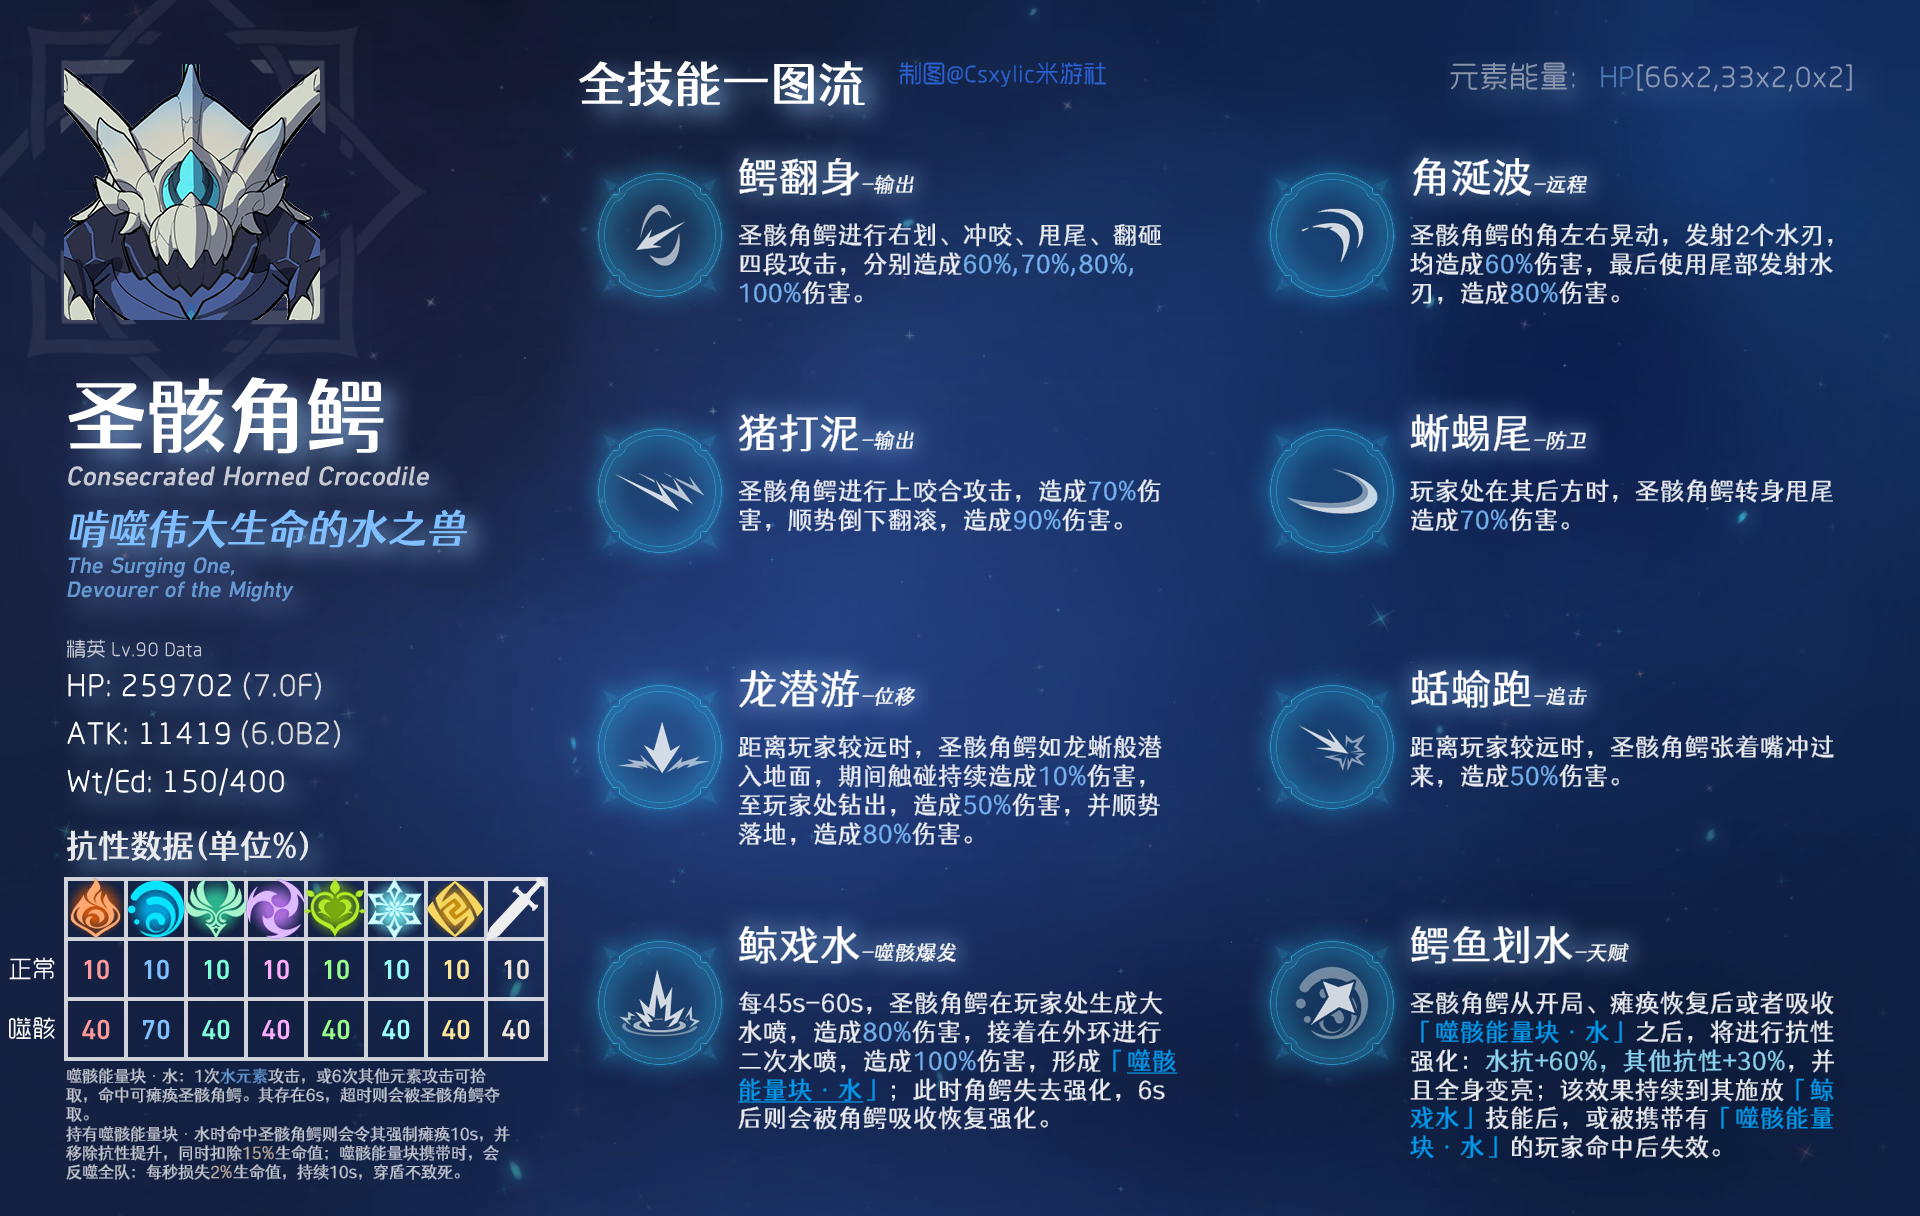 全技能一图流
制图@Csxylic米游社
元素能量： HP[66x2,33x2,0x2]
圣骸角鳄
Consecrated Horned Crocodile
啃噬伟大生命的水之兽
The Surging One,
Devourer of the Mighty
精英 Lv.90 Data
HP: 259702 (7.0F)
ATK: 11419 (6.0B2)
Wt/Ed: 150/400
抗性数据(单位%)
正常 10 10 10 10 10 10 10 10
噬骸 40 70 40 40 40 40 40 40
噬骸能量块 · 水：1次水元素攻击，或6次其他元素攻击可拾
取，命中可瘫痪圣骸角鳄。其存在6s，超时则会被圣骸角鳄夺
取。
持有噬骸能量块 · 水时命中圣骸角鳄则会令其强制瘫痪10s，并
移除抗性提升，同时扣除15%生命值；噬骸能量块携带时，会
反噬全队：每秒损失2%生命值，持续10s，穿盾不致死。
鳄翻身-输出
圣骸角鳄进行右划、冲咬、甩尾、翻砸
四段攻击，分别造成60%,70%,80%,
100%伤害。
角涎波-远程
圣骸角鳄的角左右晃动，发射2个水刃，
均造成60%伤害，最后使用尾部发射水
刃，造成80%伤害。
猪打泥-输出
圣骸角鳄进行上咬合攻击，造成70%伤
害，顺势倒下翻滚，造成90%伤害。
蜥蜴尾-防卫
玩家处在其后方时，圣骸角鳄转身甩尾
造成70%伤害。
龙潜游-位移
距离玩家较远时，圣骸角鳄如龙蜥般潜
入地面，期间触碰持续造成10%伤害，
至玩家处钻出，造成50%伤害，并顺势
落地，造成80%伤害。
蛞蝓跑-追击
距离玩家较远时，圣骸角鳄张着嘴冲过
来，造成50%伤害。
鲸戏水-噬骸爆发
每45s-60s，圣骸角鳄在玩家处生成大
水喷，造成80%伤害，接着在外环进行
二次水喷，造成100%伤害，形成「噬骸
能量块 · 水」；此时角鳄失去强化，6s
后则会被角鳄吸收恢复强化。
鳄鱼划水-天赋
圣骸角鳄从开局、瘫痪恢复后或者吸收
「噬骸能量块 · 水」之后，将进行抗性
强化：水抗+60%，其他抗性+30%，并
且全身变亮；该效果持续到其施放「鲸
戏水」技能后，或被携带有「噬骸能量
块 · 水」的玩家命中后失效。